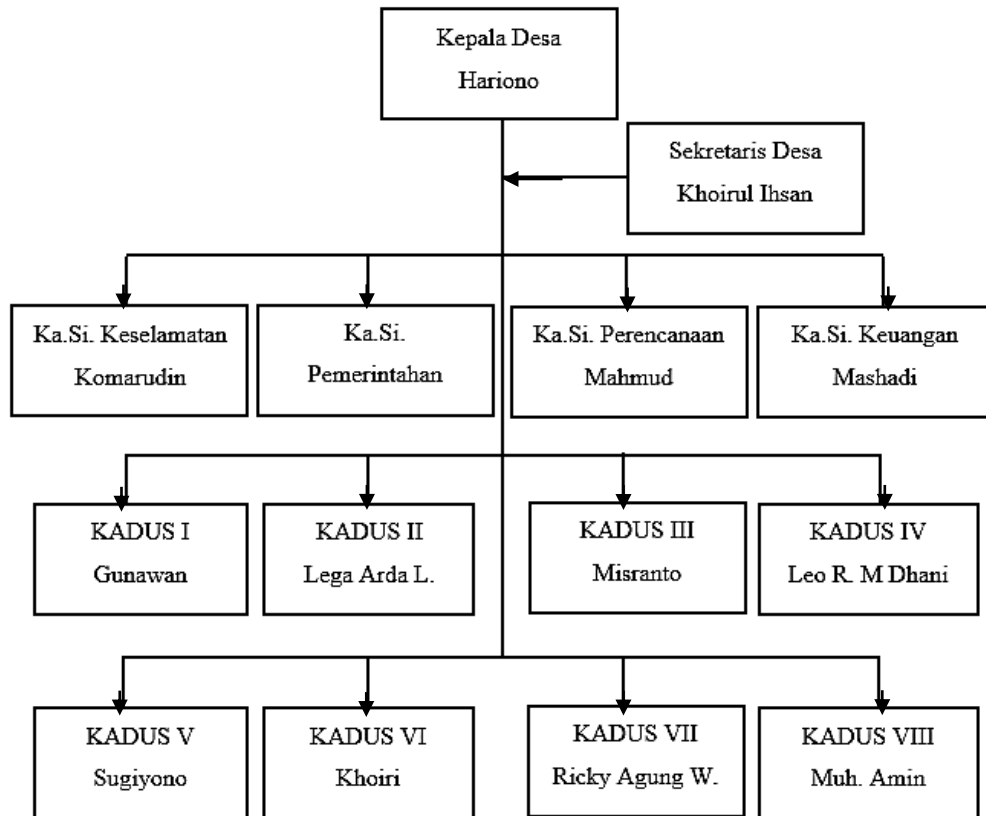 Kepala Desa
Hariono
Sekretaris Desa
Khoirul Ihsan
Ka.Si. Keselamatan
Komarudin
Ka.Si.
Pemerintahan
Ka.Si. Perencanaan
Mahmud
Ka.Si. Keuangan
Mashadi
KADUS I
Gunawan
KADUS II
Lega Arda L.
KADUS III
Misranto
KADUS IV
Leo R. M Dhani
KADUS V
Sugiyono
KADUS VI
Khoiri
KADUS VII
Ricky Agung W.
KADUS VIII
Muh. Amin